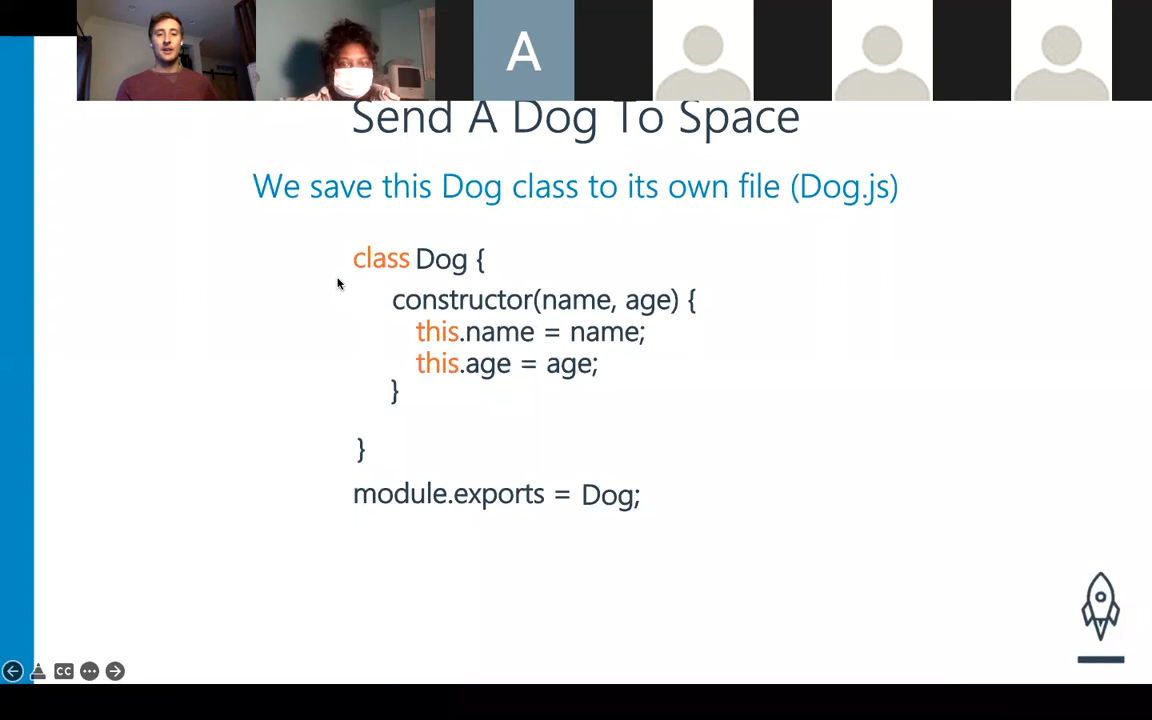 A
Send A Dog To Space
We save this Dog class to its own file (Dog.js)
class Dog {
constructor(name, age) {
this.name = name;
this.age = age;
}
}
module.exports = Dog;
CC